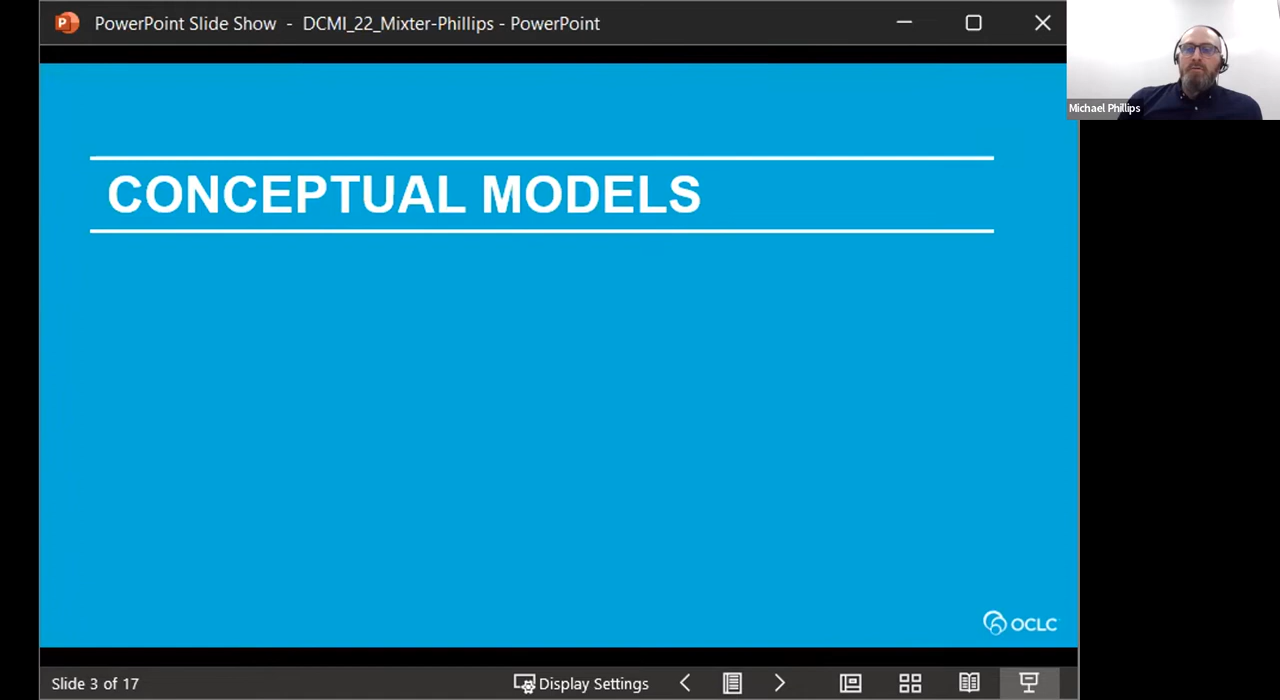 PowerPoint Slide Show - DCMI_22_Mixter-Phillips - PowerPoint
Michael Phillips
CONCEPTUAL MODELS
OCLC
Slide 3 of 17
Display Settings